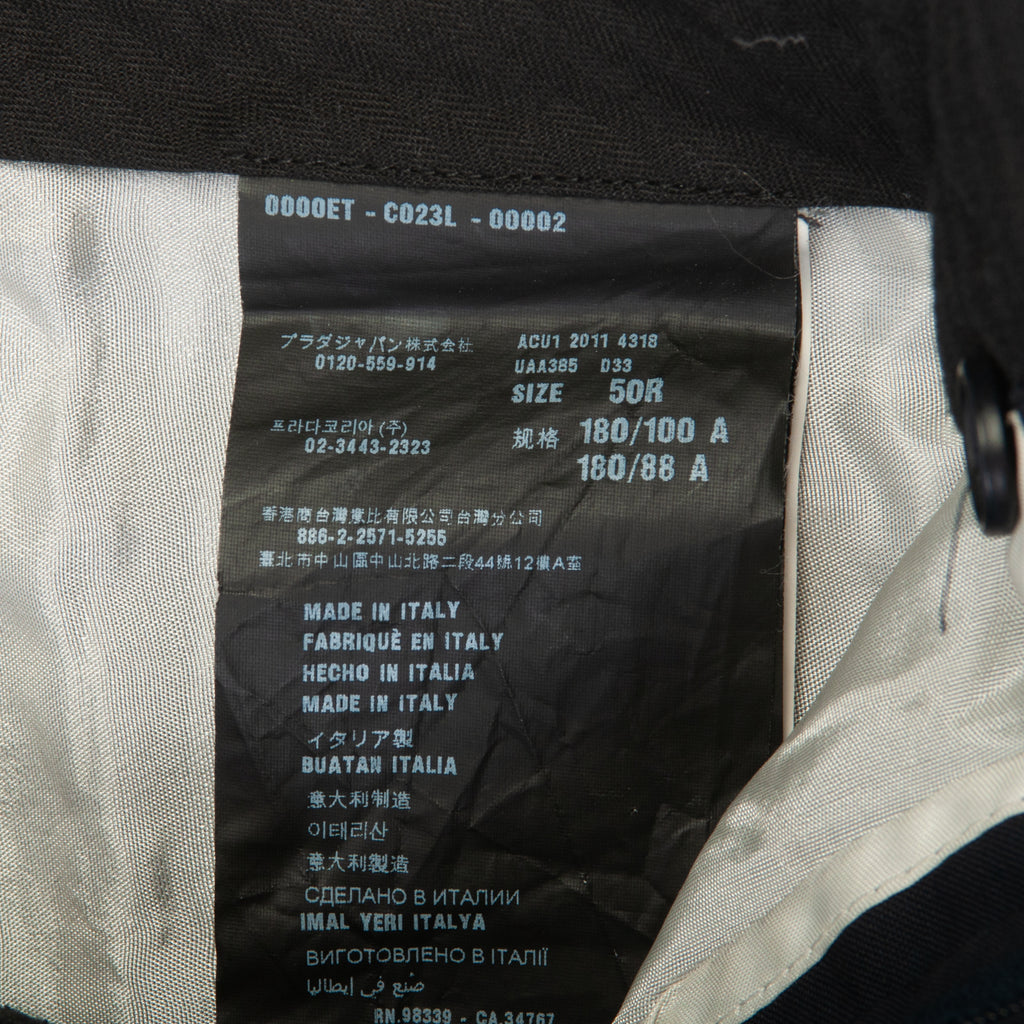 0000ET - C023L - 00002
プラダジャパン株式会社
0120-559-914
ACU1 2011 4318
UAA385 D33
SIZE 50R
프라다코리아 (주)
02-3443-2323
规格 180/100 A
180/88 A
香港商台灣意比有限公司台灣分公司
886-2-2571-5256
臺北市中山區中山北路二段44號12樓A室
MADE IN ITALY
FABRIQUÈ EN ITALY
HECHO IN ITALIA
MADE IN ITALY
イタリア製
BUATAN ITALIA
意大利制造
이태리산
意大利製造
СДЕЛАНО В ИТАЛИИ
IMAL YERI ITALYA
ВИГОТОВЛЕНО В ІТАЛІЇ
صُنع في إيطاليا
RN.98339 - CA.34767